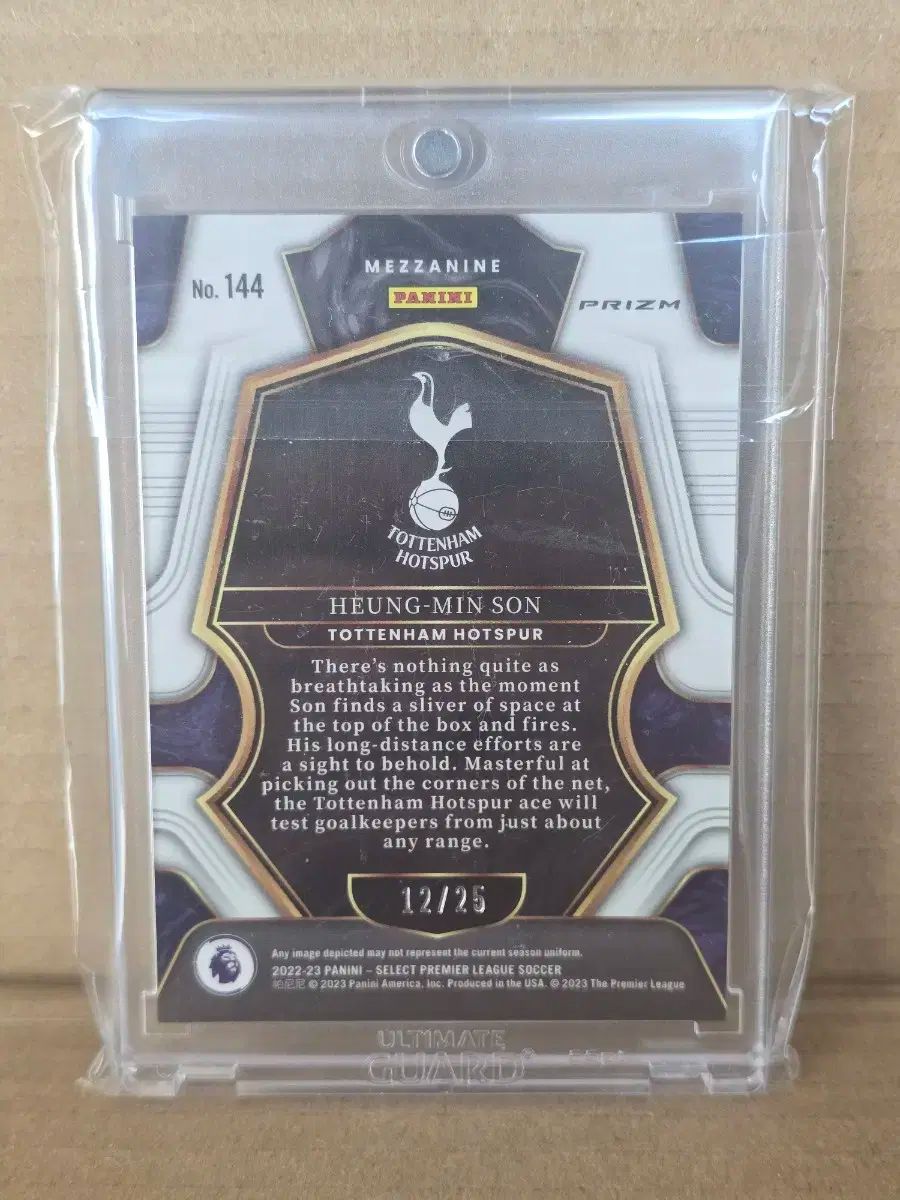 MEZZANINE
No. 144
PANINI
PRIZM
TOTTENHAM
HOTSPUR
HEUNG-MIN SON
TOTTENHAM HOTSPUR
There's nothing quite as
breathtaking as the moment
Son finds a sliver of space at
the top of the box and fires.
His long-distance efforts are
a sight to behold. Masterful at
picking out the corners of the net,
the Tottenham Hotspur ace will
test goalkeepers from just about
any range.
12/25
Any image depicted may not represent the current season uniform.
2022-23 PANINI – SELECT PREMIER LEAGUE SOCCER
帕尼尼 © 2023 Panini America, Inc. Produced in the USA. © 2023 The Premier League
ULTIMATE
GUARD®